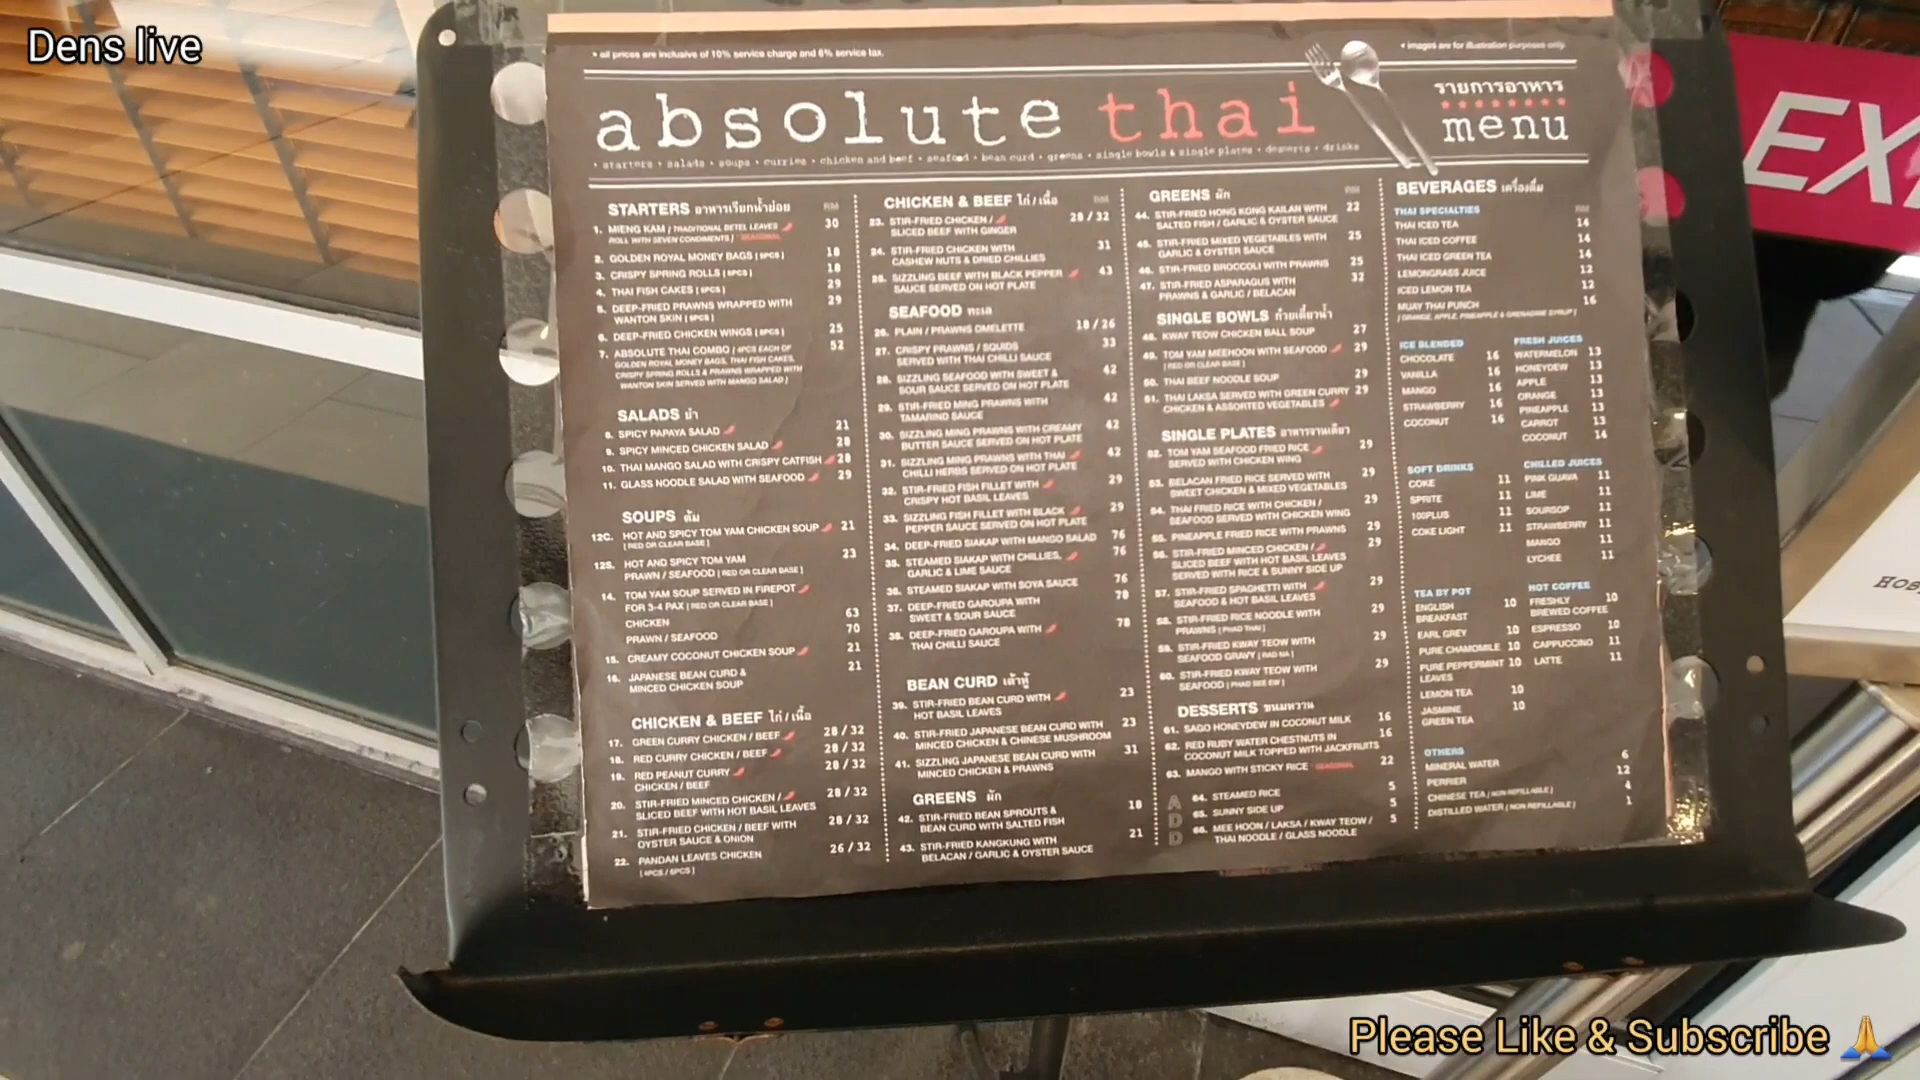 Dens live
• all prices are inclusive of 10% service charge and 6% service tax.
• images are for illustration purposes only.
absolute thai
รายการอาหาร
menu
• starters • salads • soups • curries • chicken and beef • seafood • bean curd • greens • single bowls & single plates • desserts • drinks
STARTERS อาหารเรียกน้ำย่อย RM
1. MIENG KAM [ TRADITIONAL BETEL LEAVES 30
ROLL WITH SEVEN CONDIMENTS ] SEASONAL
2. GOLDEN ROYAL MONEY BAGS [ 6PCS ] 18
3. CRISPY SPRING ROLLS [ 6PCS ] 18
4. THAI FISH CAKES [ 6PCS ] 29
5. DEEP-FRIED PRAWNS WRAPPED WITH 29
WANTON SKIN [ 6PCS ]
6. DEEP-FRIED CHICKEN WINGS [ 6PCS ] 25
7. ABSOLUTE THAI COMBO [ 4PCS EACH OF 52
GOLDEN ROYAL MONEY BAGS, THAI FISH CAKES,
CRISPY SPRING ROLLS & PRAWNS WRAPPED WITH
WANTON SKIN SERVED WITH MANGO SALAD ]
SALADS ยำ
8. SPICY PAPAYA SALAD 21
9. SPICY MINCED CHICKEN SALAD 28
10. THAI MANGO SALAD WITH CRISPY CATFISH 28
11. GLASS NOODLE SALAD WITH SEAFOOD 29
SOUPS ต้ม
12C. HOT AND SPICY TOM YAM CHICKEN SOUP 21
[ RED OR CLEAR BASE ]
12S. HOT AND SPICY TOM YAM 23
PRAWN / SEAFOOD [ RED OR CLEAR BASE ]
14. TOM YAM SOUP SERVED IN FIREPOT
FOR 3-4 PAX [ RED OR CLEAR BASE ]
CHICKEN 63
PRAWN / SEAFOOD 70
15. CREAMY COCONUT CHICKEN SOUP 21
16. JAPANESE BEAN CURD & 21
MINCED CHICKEN SOUP
CHICKEN & BEEF ไก่/เนื้อ
17. GREEN CURRY CHICKEN / BEEF 28 / 32
18. RED CURRY CHICKEN / BEEF 28 / 32
19. RED PEANUT CURRY 28 / 32
CHICKEN / BEEF
20. STIR-FRIED MINCED CHICKEN / 28 / 32
SLICED BEEF WITH HOT BASIL LEAVES
21. STIR-FRIED CHICKEN / BEEF WITH 28 / 32
OYSTER SAUCE & ONION
22. PANDAN LEAVES CHICKEN 26 / 32
[ 4PCS / 6PCS ]
CHICKEN & BEEF ไก่/เนื้อ RM
23. STIR-FRIED CHICKEN / 28 / 32
SLICED BEEF WITH GINGER
24. STIR-FRIED CHICKEN WITH 31
CASHEW NUTS & DRIED CHILLIES
25. SIZZLING BEEF WITH BLACK PEPPER 43
SAUCE SERVED ON HOT PLATE
SEAFOOD ทะเล
26. PLAIN / PRAWNS OMELETTE 18 / 26
27. CRISPY PRAWNS / SQUIDS 33
SERVED WITH THAI CHILLI SAUCE
28. SIZZLING SEAFOOD WITH SWEET & 42
SOUR SAUCE SERVED ON HOT PLATE
29. STIR-FRIED MING PRAWNS WITH 42
TAMARIND SAUCE
30. SIZZLING MING PRAWNS WITH CREAMY 42
BUTTER SAUCE SERVED ON HOT PLATE
31. SIZZLING MING PRAWNS WITH THAI 42
CHILLI HERBS SERVED ON HOT PLATE
32. STIR-FRIED FISH FILLET WITH 29
CRISPY HOT BASIL LEAVES
33. SIZZLING FISH FILLET WITH BLACK 29
PEPPER SAUCE SERVED ON HOT PLATE
34. DEEP-FRIED SIAKAP WITH MANGO SALAD 76
35. STEAMED SIAKAP WITH CHILLIES, 76
GARLIC & LIME SAUCE
36. STEAMED SIAKAP WITH SOYA SAUCE 76
37. DEEP-FRIED GAROUPA WITH 78
SWEET & SOUR SAUCE
38. DEEP-FRIED GAROUPA WITH 78
THAI CHILLI SAUCE
BEAN CURD เต้าหู้
39. STIR-FRIED BEAN CURD WITH 23
HOT BASIL LEAVES
40. STIR-FRIED JAPANESE BEAN CURD WITH 23
MINCED CHICKEN & CHINESE MUSHROOM
41. SIZZLING JAPANESE BEAN CURD WITH 31
MINCED CHICKEN & PRAWNS
GREENS ผัก
42. STIR-FRIED BEAN SPROUTS & 18
BEAN CURD WITH SALTED FISH
43. STIR-FRIED KANGKUNG WITH 21
BELACAN / GARLIC & OYSTER SAUCE
GREENS ผัก RM
44. STIR-FRIED HONG KONG KAILAN WITH 22
SALTED FISH / GARLIC & OYSTER SAUCE
45. STIR-FRIED MIXED VEGETABLES WITH 25
GARLIC & OYSTER SAUCE
46. STIR-FRIED BROCCOLI WITH PRAWNS 25
47. STIR-FRIED ASPARAGUS WITH 32
PRAWNS & GARLIC / BELACAN
SINGLE BOWLS ก๋วยเตี๋ยวน้ำ
48. KWAY TEOW CHICKEN BALL SOUP 27
49. TOM YAM MEEHOON WITH SEAFOOD 29
[ RED OR CLEAR BASE ]
50. THAI BEEF NOODLE SOUP 29
51. THAI LAKSA SERVED WITH GREEN CURRY 29
CHICKEN & ASSORTED VEGETABLES
SINGLE PLATES อาหารจานเดียว
52. TOM YAM SEAFOOD FRIED RICE 29
SERVED WITH CHICKEN WING
53. BELACAN FRIED RICE SERVED WITH 29
SWEET CHICKEN & MIXED VEGETABLES
54. THAI FRIED RICE WITH CHICKEN / 29
SEAFOOD SERVED WITH CHICKEN WING
55. PINEAPPLE FRIED RICE WITH PRAWNS 29
56. STIR-FRIED MINCED CHICKEN / 29
SLICED BEEF WITH HOT BASIL LEAVES
SERVED WITH RICE & SUNNY SIDE UP
57. STIR-FRIED SPAGHETTI WITH 29
SEAFOOD & HOT BASIL LEAVES
58. STIR-FRIED RICE NOODLE WITH 29
PRAWNS [ PHAD THAI ]
59. STIR-FRIED KWAY TEOW WITH 29
SEAFOOD GRAVY [ RAD NA ]
60. STIR-FRIED KWAY TEOW WITH 29
SEAFOOD [ PHAD SEE EW ]
DESSERTS ขนมหวาน
61. SAGO HONEYDEW IN COCONUT MILK 16
62. RED RUBY WATER CHESTNUTS IN 16
COCONUT MILK TOPPED WITH JACKFRUITS
63. MANGO WITH STICKY RICE SEASONAL 22
ADD
64. STEAMED RICE 5
65. SUNNY SIDE UP 5
66. MEE HOON / LAKSA / KWAY TEOW / 5
THAI NOODLE / GLASS NOODLE
BEVERAGES เครื่องดื่ม
THAI SPECIALTIES RM
THAI ICED TEA 14
THAI ICED COFFEE 14
THAI ICED GREEN TEA 14
LEMONGRASS JUICE 12
ICED LEMON TEA 12
MUAY THAI PUNCH 16
[ ORANGE, APPLE, PINEAPPLE & GRENADINE SYRUP ]
ICE BLENDED
CHOCOLATE 16
VANILLA 16
MANGO 16
STRAWBERRY 16
COCONUT 16
FRESH JUICES
WATERMELON 13
HONEYDEW 13
APPLE 13
ORANGE 13
PINEAPPLE 13
CARROT 13
COCONUT 14
SOFT DRINKS
COKE 11
SPRITE 11
100PLUS 11
COKE LIGHT 11
CHILLED JUICES
PINK GUAVA 11
LIME 11
SOURSOP 11
STRAWBERRY 11
MANGO 11
LYCHEE 11
TEA BY POT
ENGLISH 10
BREAKFAST
EARL GREY 10
PURE CHAMOMILE 10
PURE PEPPERMINT 10
LEAVES
LEMON TEA 10
JASMINE 10
GREEN TEA
HOT COFFEE
FRESHLY 10
BREWED COFFEE
ESPRESSO 10
CAPPUCCINO 11
LATTE 11
OTHERS
MINERAL WATER 6
PERRIER 12
CHINESE TEA [ NON REFILLABLE ] 4
DISTILLED WATER [ NON REFILLABLE ] 1
EX
Please Like & Subscribe 🙏